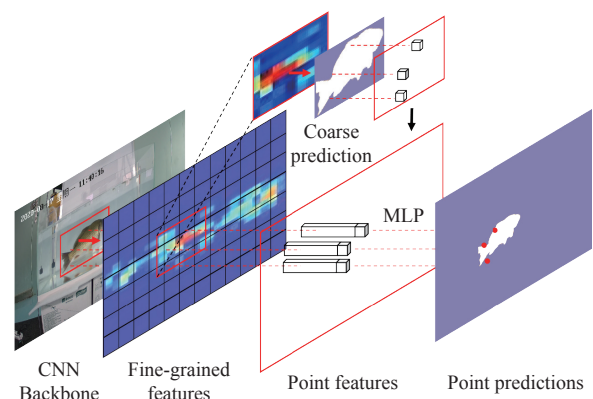 Coarse
prediction
MLP
CNN
Backbone
Fine-grained
features
Point features
Point predictions